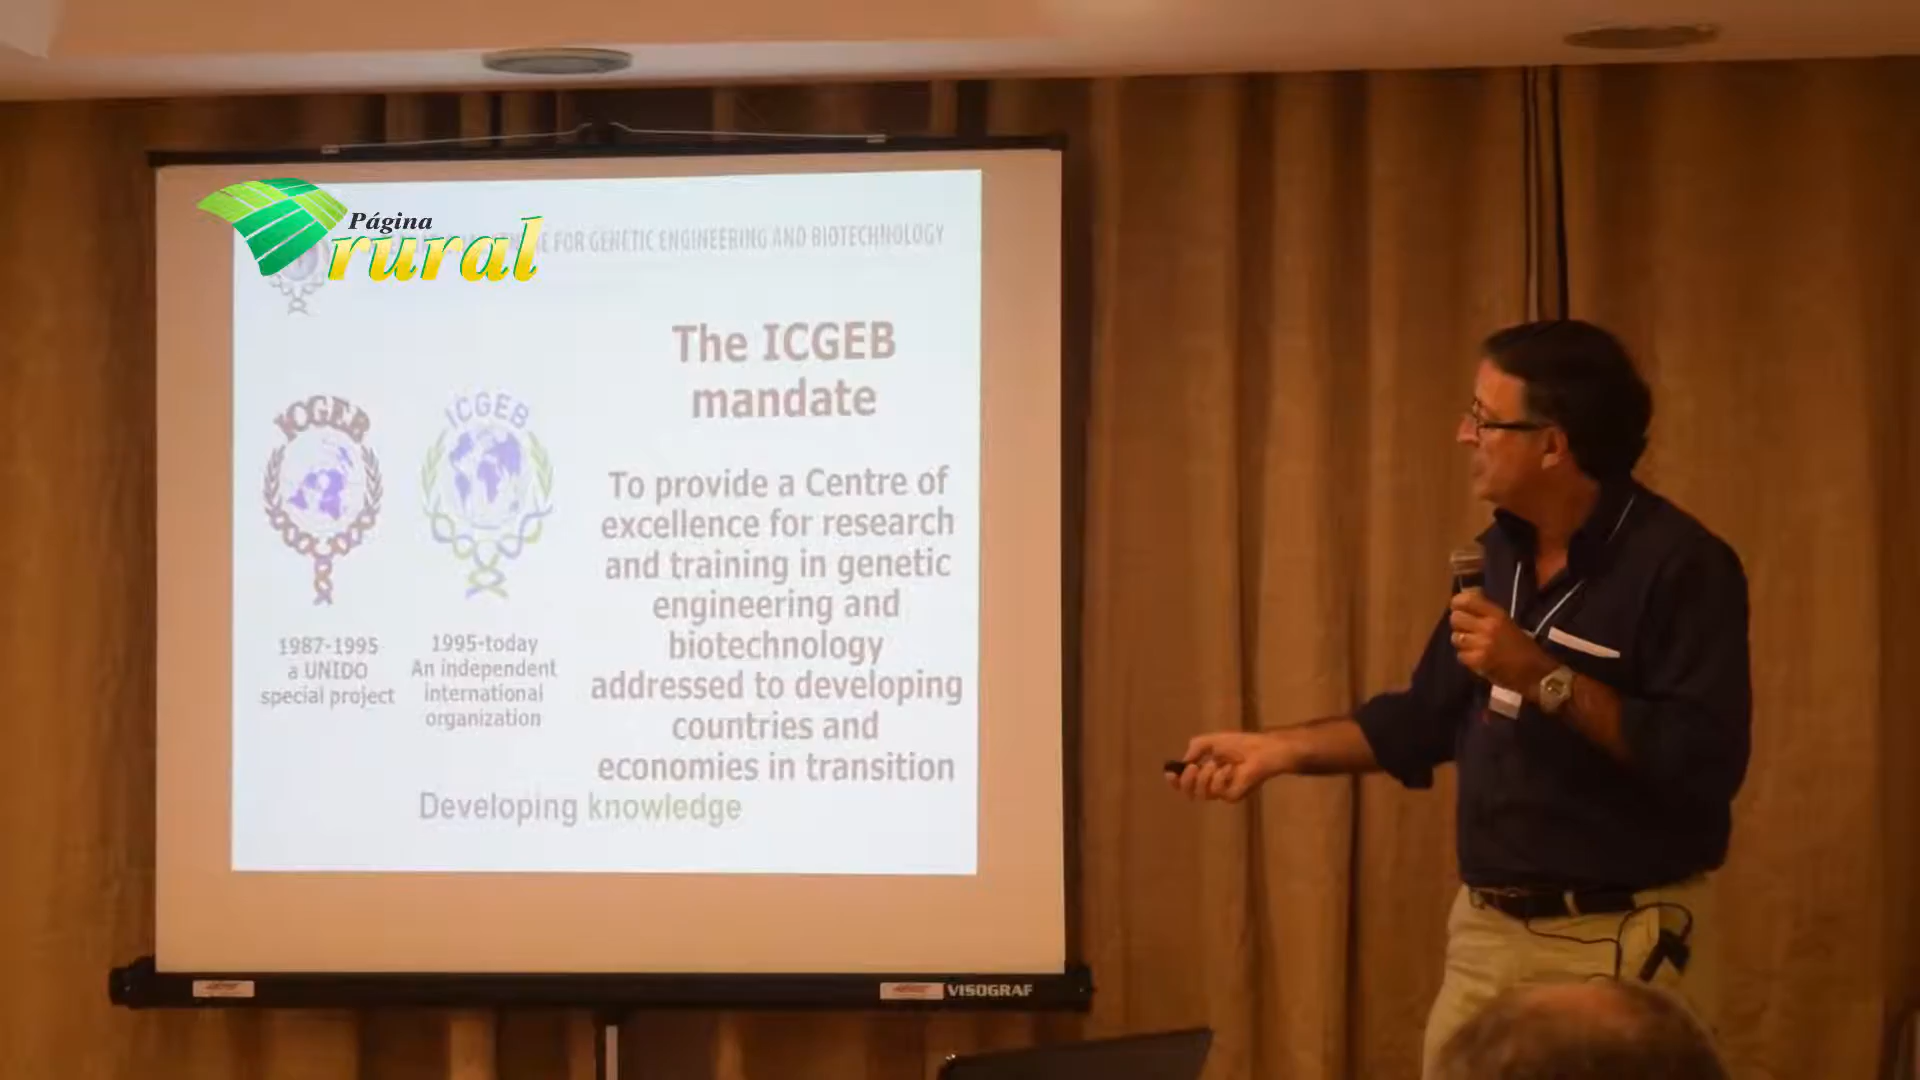 Página
rural
FOR GENETIC ENGINEERING AND BIOTECHNOLOGY
The ICGEB
mandate
ICGEB
ICGEB
To provide a Centre of
excellence for research
and training in genetic
engineering and
biotechnology
addressed to developing
countries and
economies in transition
1987-1995
a UNIDO
special project
1995-today
An independent
international
organization
Developing knowledge
VISOGRAF